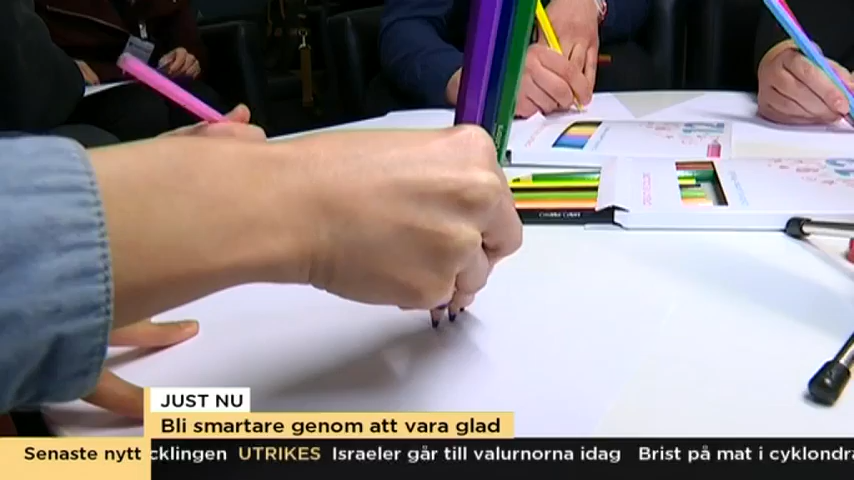 JUST NU
Bli smartare genom att vara glad
Senaste nytt cklingen UTRIKES Israeler går till valurnorna idag Brist på mat i cyklondra